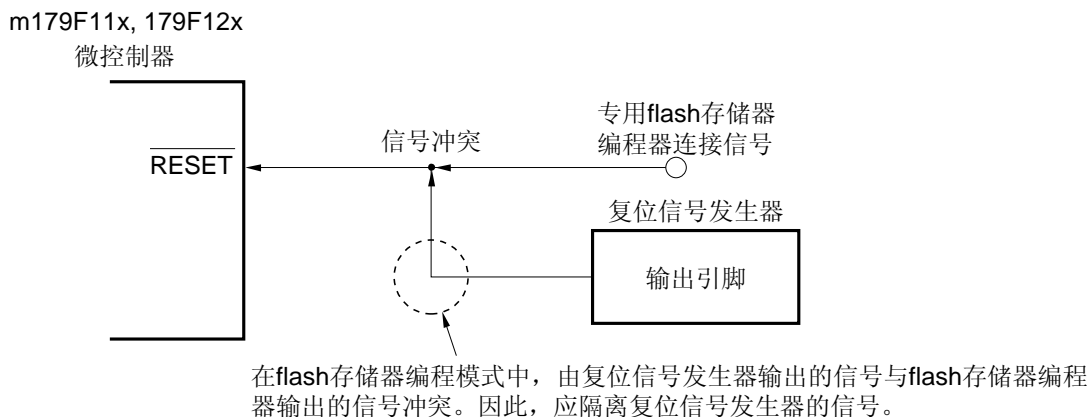 m179F11x, 179F12x
微控制器
专用flash存储器
编程器连接信号
信号冲突
RESET
复位信号发生器
输出引脚
在flash存储器编程模式中，由复位信号发生器输出的信号与flash存储器编程
器输出的信号冲突。因此，应隔离复位信号发生器的信号。